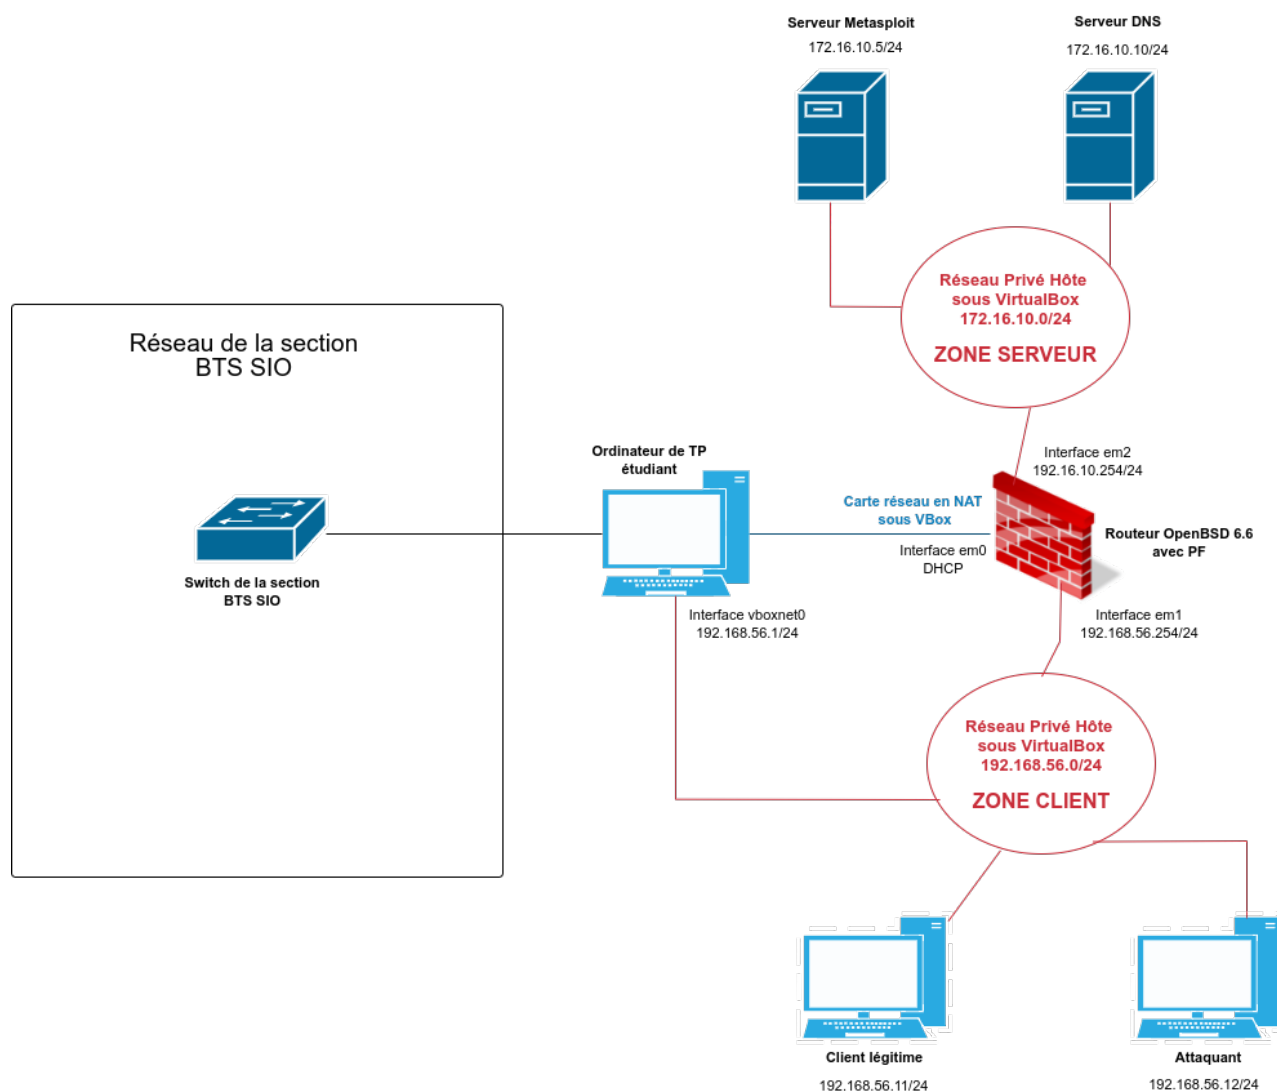 Serveur Metasploit
172.16.10.5/24
Serveur DNS
172.16.10.10/24
Réseau Privé Hôte
sous VirtualBox
172.16.10.0/24
ZONE SERVEUR
Réseau de la section
BTS SIO
Ordinateur de TP
étudiant
Interface em2
192.16.10.254/24
Carte réseau en NAT
sous VBox
Interface em0
DHCP
Routeur OpenBSD 6.6
avec PF
Switch de la section
BTS SIO
Interface vboxnet0
192.168.56.1/24
Interface em1
192.168.56.254/24
Réseau Privé Hôte
sous VirtualBox
192.168.56.0/24
ZONE CLIENT
Client légitime
192.168.56.11/24
Attaquant
192.168.56.12/24